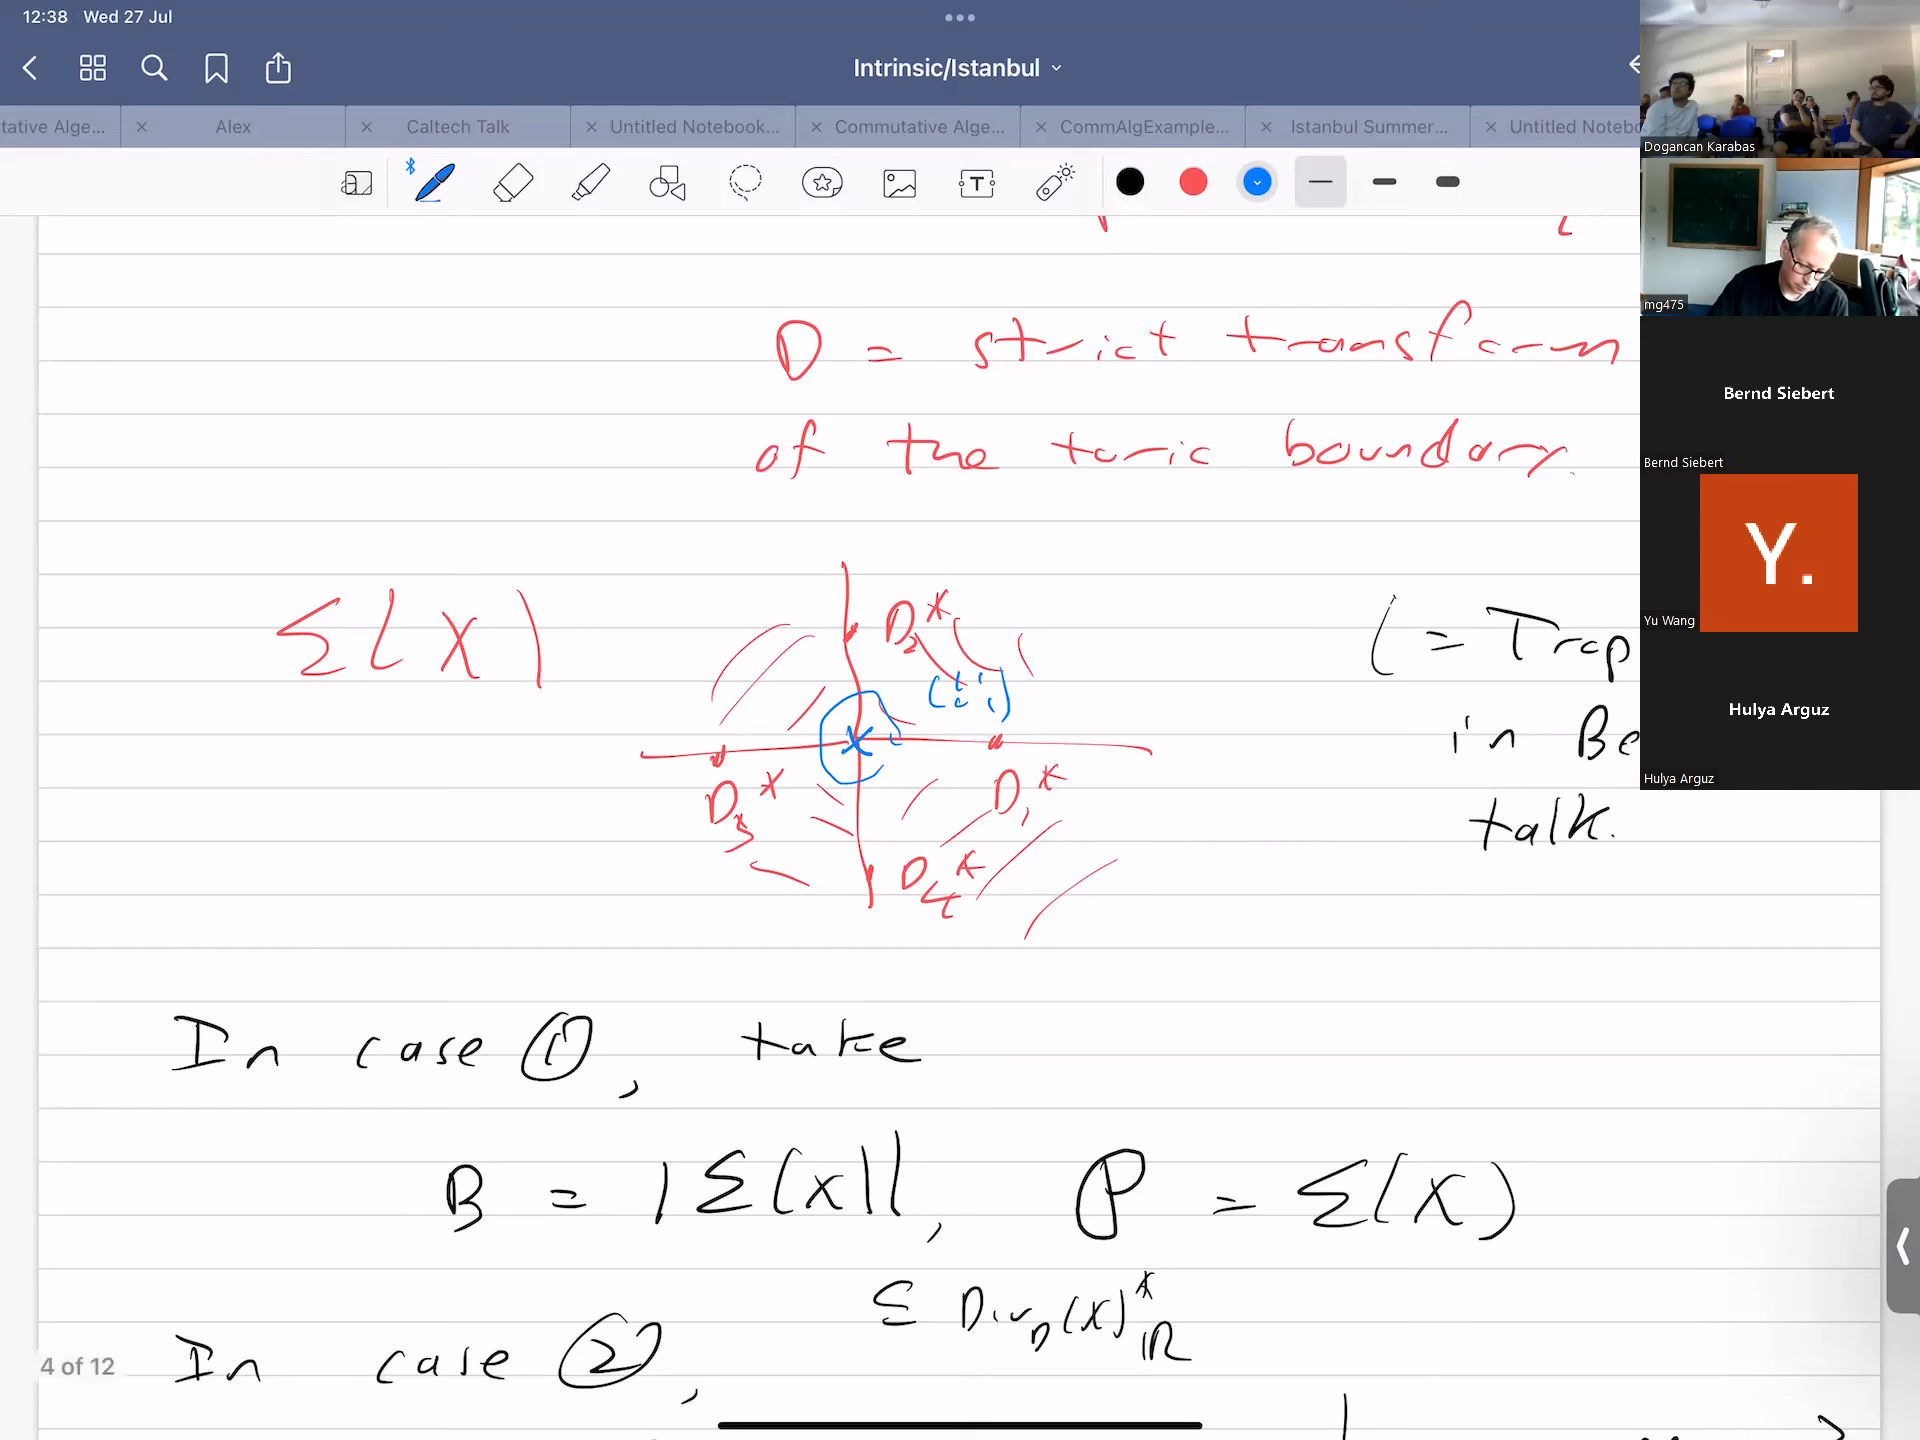 12:38 Wed 27 Jul
Intrinsic/Istanbul
tative Alge... Alex Caltech Talk Untitled Notebook... Commutative Alge... CommAlgExample... Istanbul Summer... Untitled Notebo
Dogancan Karabas
mg475
D = strict transform
of the toric boundary.
Bernd Siebert
Bernd Siebert
Y.
Yu Wang
Hulya Arguz
Hulya Arguz
Σ(X)
D₂*
D₃*
D₁*
D₄*
( = Trop
in Be
talk.
In case ①, take
B = |Σ(X)|, P = Σ(X)
⊆ Div_D(X)*_ℝ
In case ②,
4 of 12